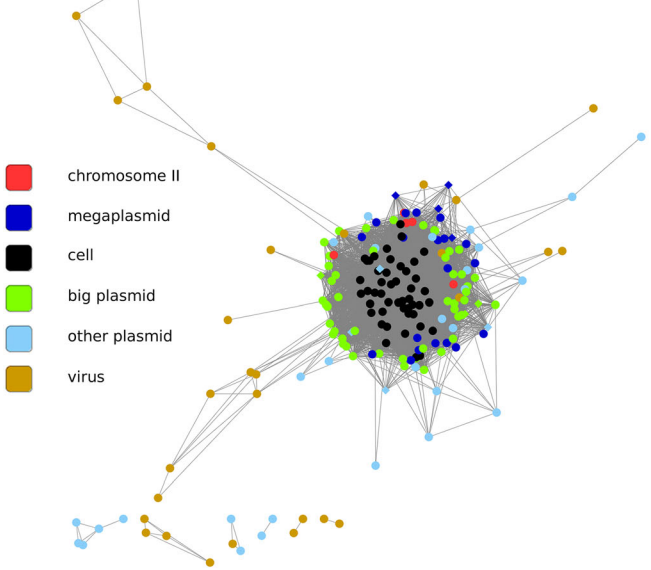 chromosome II
megaplasmid
cell
big plasmid
other plasmid
virus